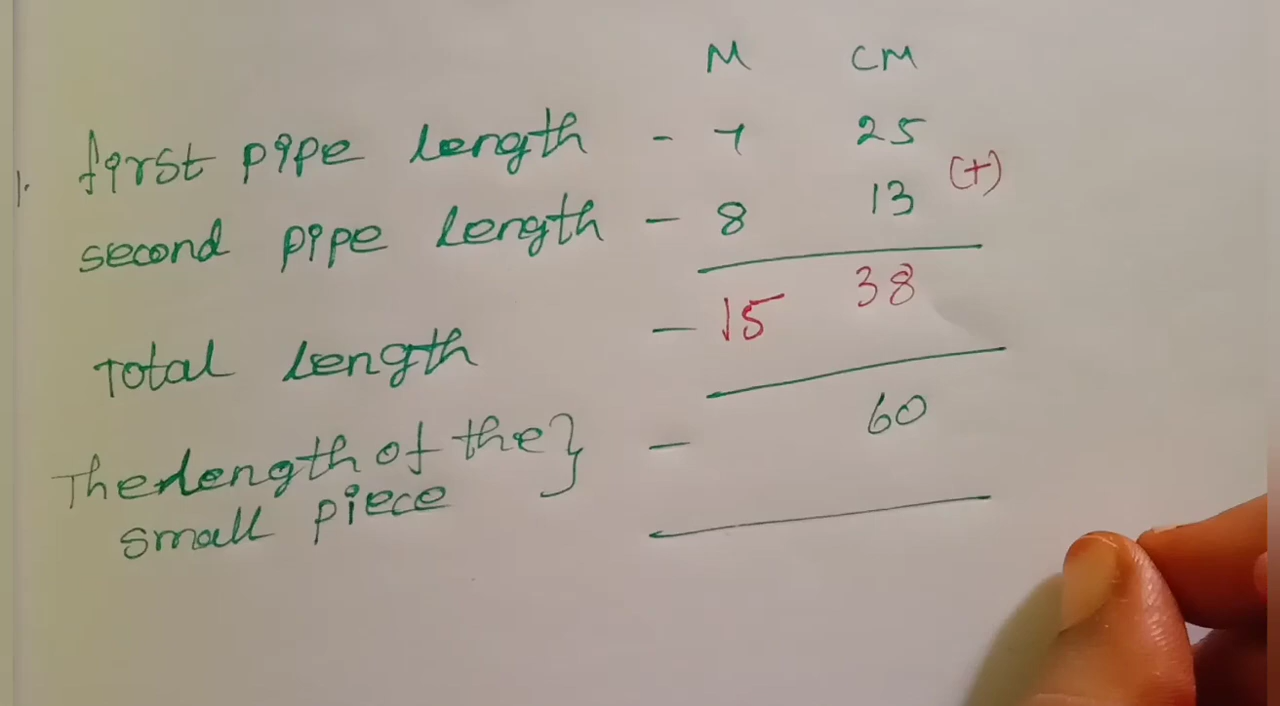 M CM
1. first pipe length - 7 25
second pipe length - 8 13 (+)
Total length - 15 38
The length of the } - 60
small piece